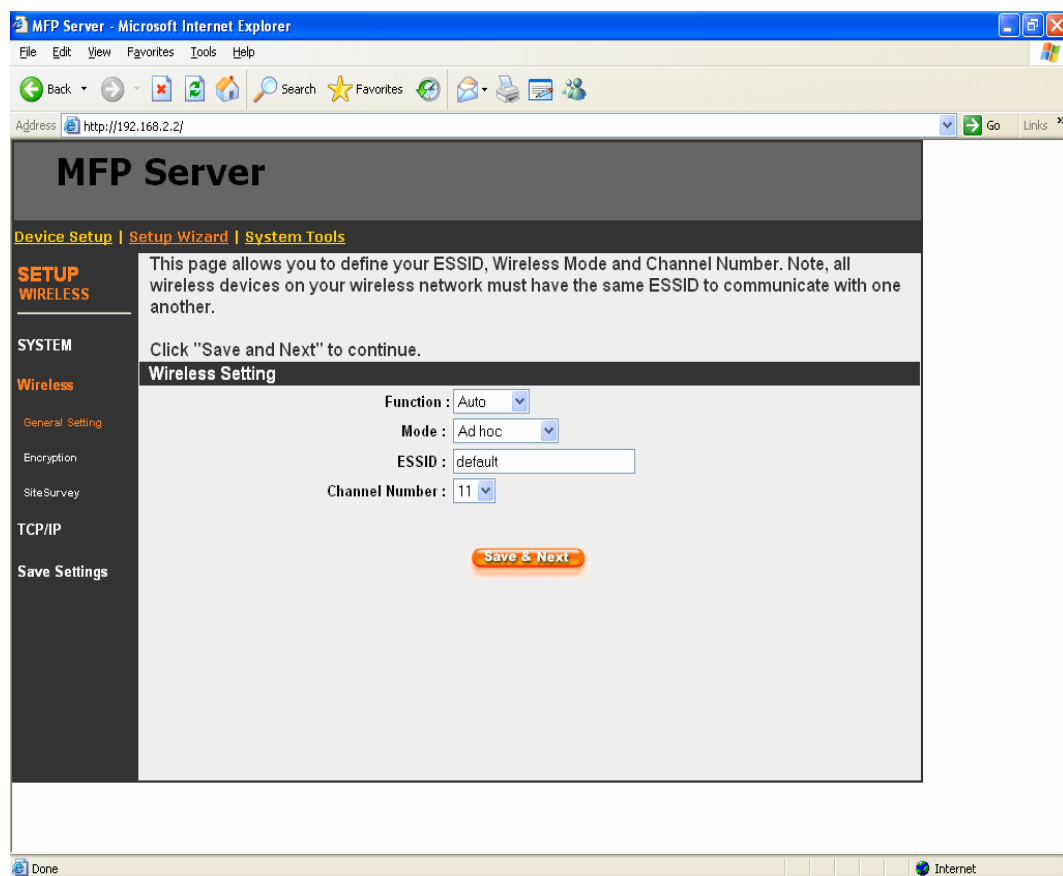 MFP Server - Microsoft Internet Explorer
File Edit View Favorites Tools Help
Back Search Favorites
Address http://192.168.2.2/ Go Links »
MFP Server
Device Setup | Setup Wizard | System Tools
SETUP
WIRELESS
SYSTEM
Wireless
General Setting
Encryption
SiteSurvey
TCP/IP
Save Settings
This page allows you to define your ESSID, Wireless Mode and Channel Number. Note, all
wireless devices on your wireless network must have the same ESSID to communicate with one
another.
Click "Save and Next" to continue.
Wireless Setting
Function : Auto
Mode : Ad hoc
ESSID : default
Channel Number : 11
Save & Next
Done Internet